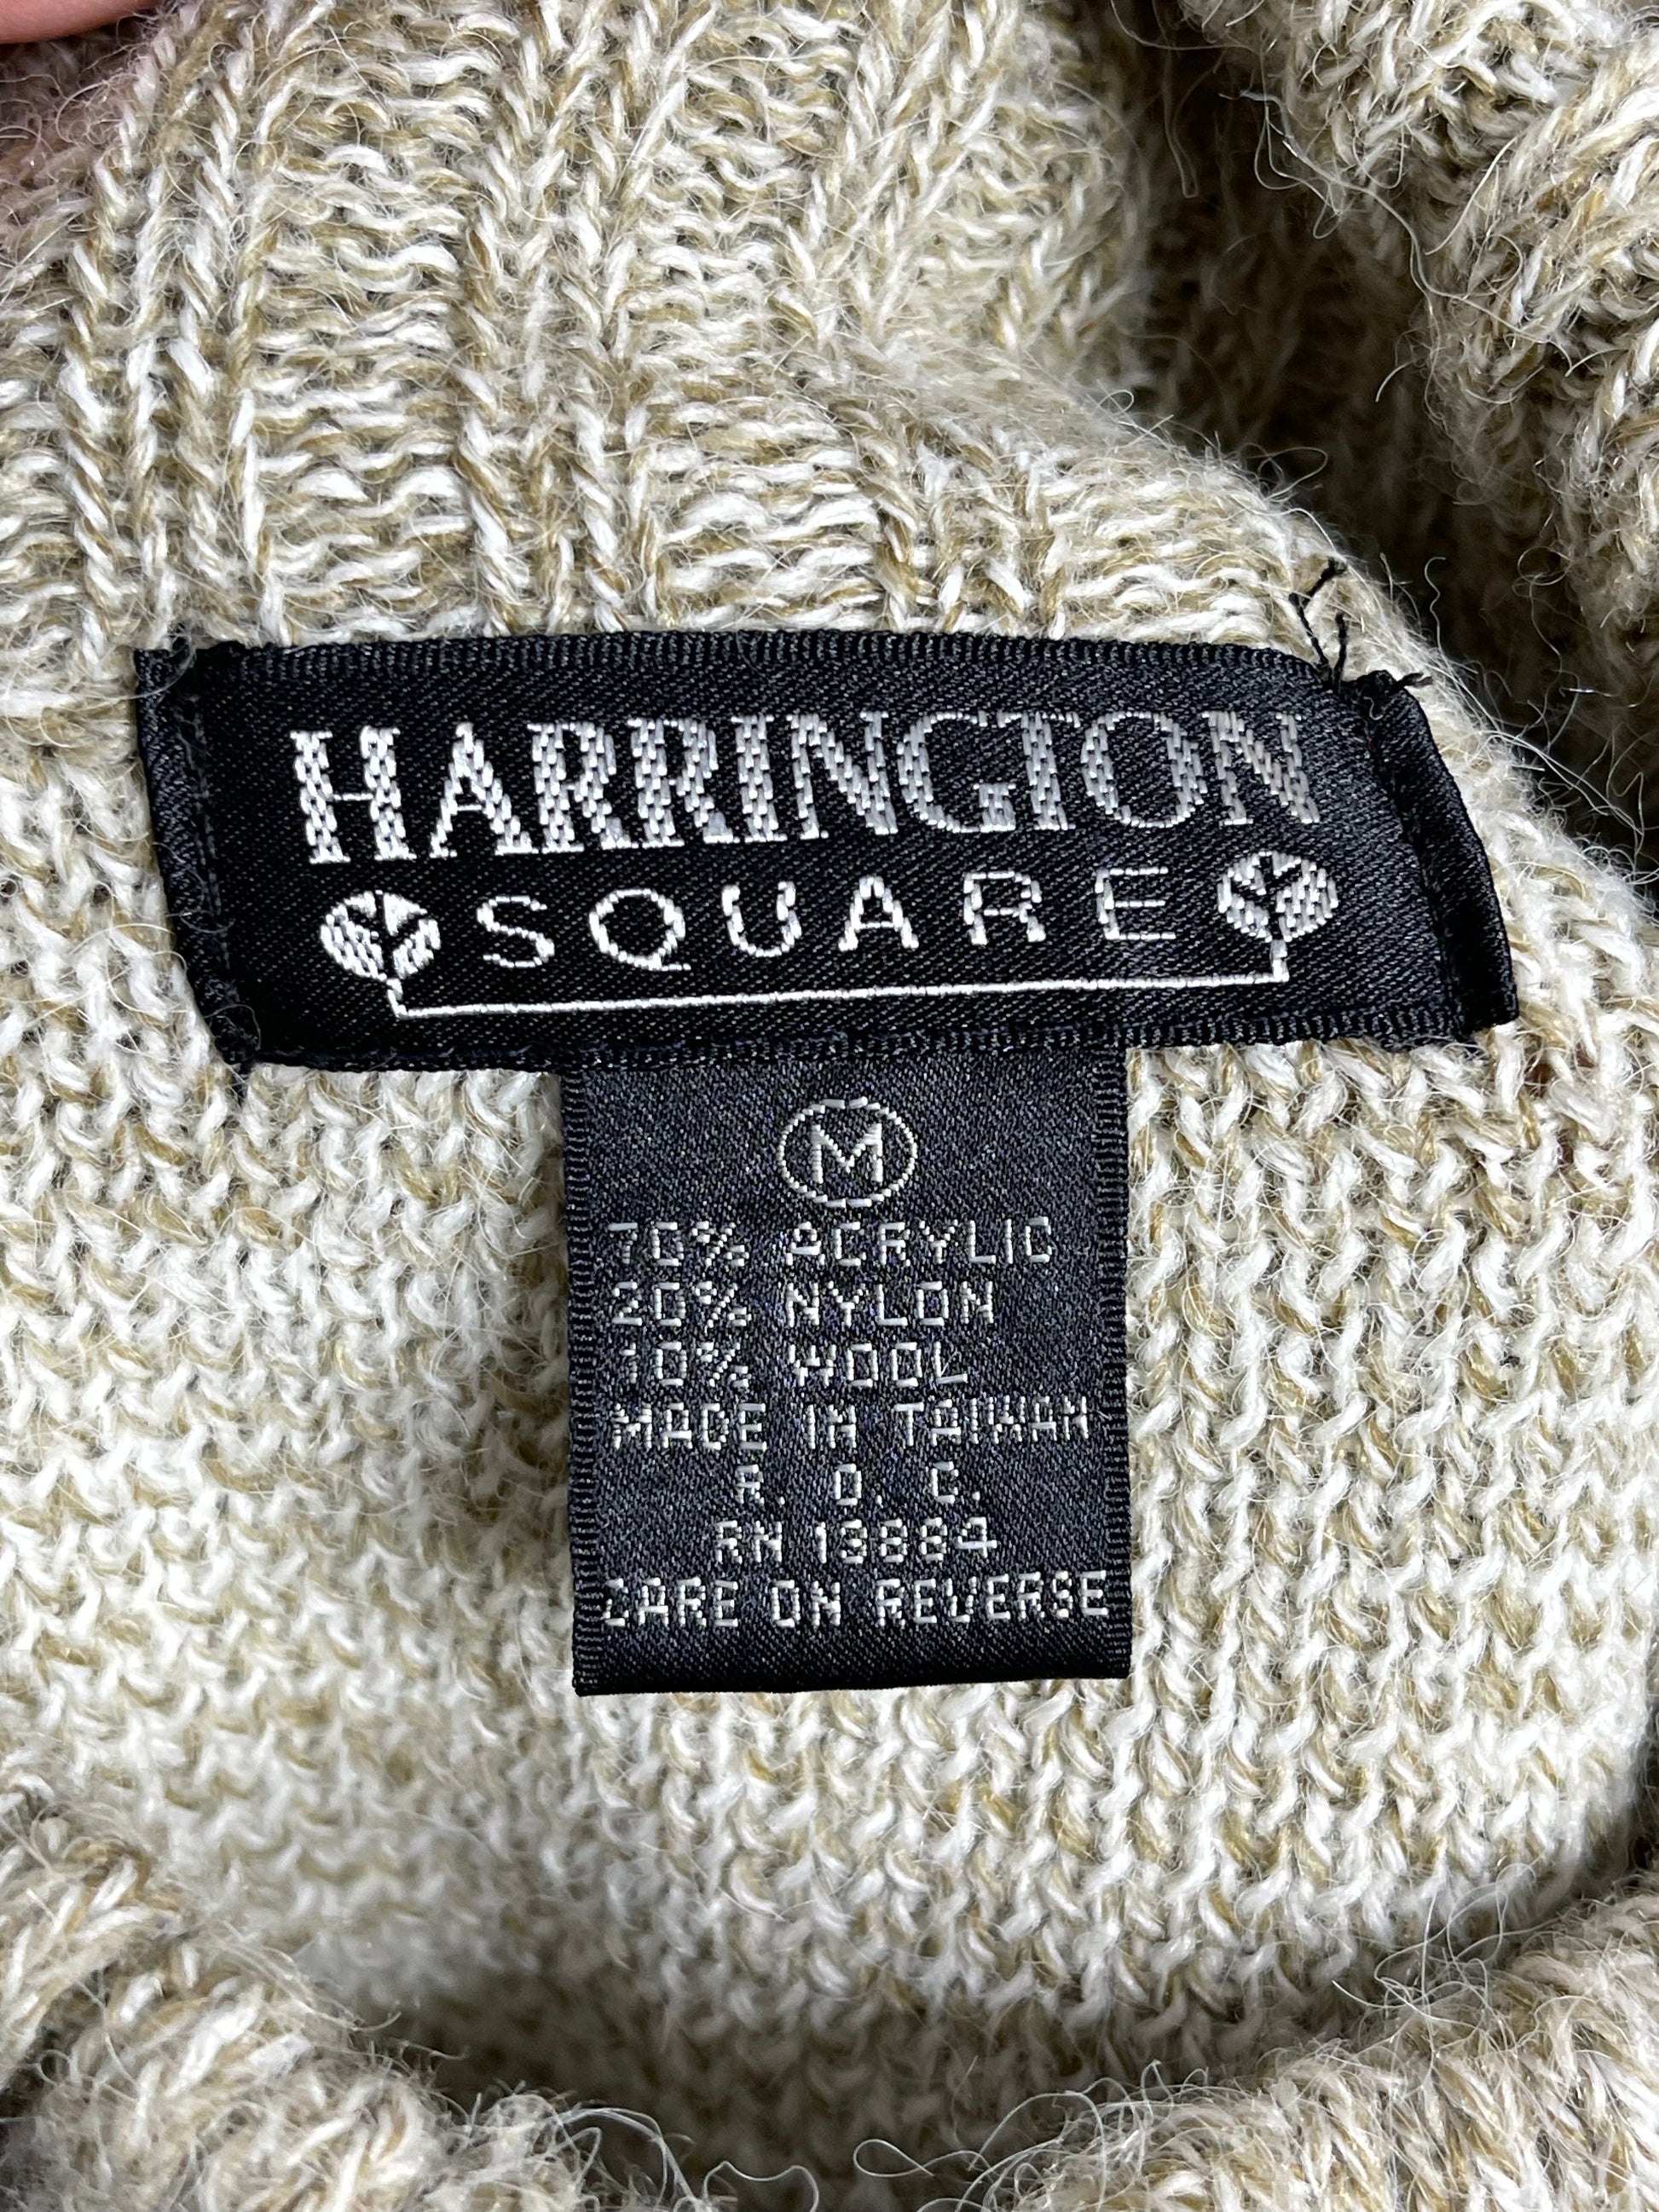 HARRINGTON
SQUARE
M
70% ACRYLIC
20% NYLON
10% WOOL
MADE IN TAIWAN
R. O. C.
RN 13884
CARE ON REVERSE